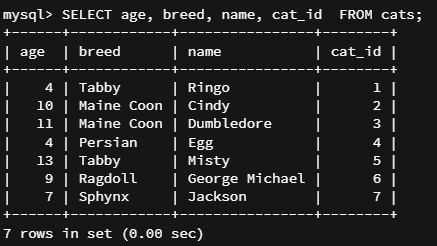 mysql> SELECT age, breed, name, cat_id  FROM cats;
+------+------------+----------------+--------+
| age  | breed      | name           | cat_id |
+------+------------+----------------+--------+
|    4 | Tabby      | Ringo          |      1 |
|   10 | Maine Coon | Cindy          |      2 |
|   11 | Maine Coon | Dumbledore     |      3 |
|    4 | Persian    | Egg            |      4 |
|   13 | Tabby      | Misty          |      5 |
|    9 | Ragdoll    | George Michael |      6 |
|    7 | Sphynx     | Jackson        |      7 |
+------+------------+----------------+--------+
7 rows in set (0.00 sec)